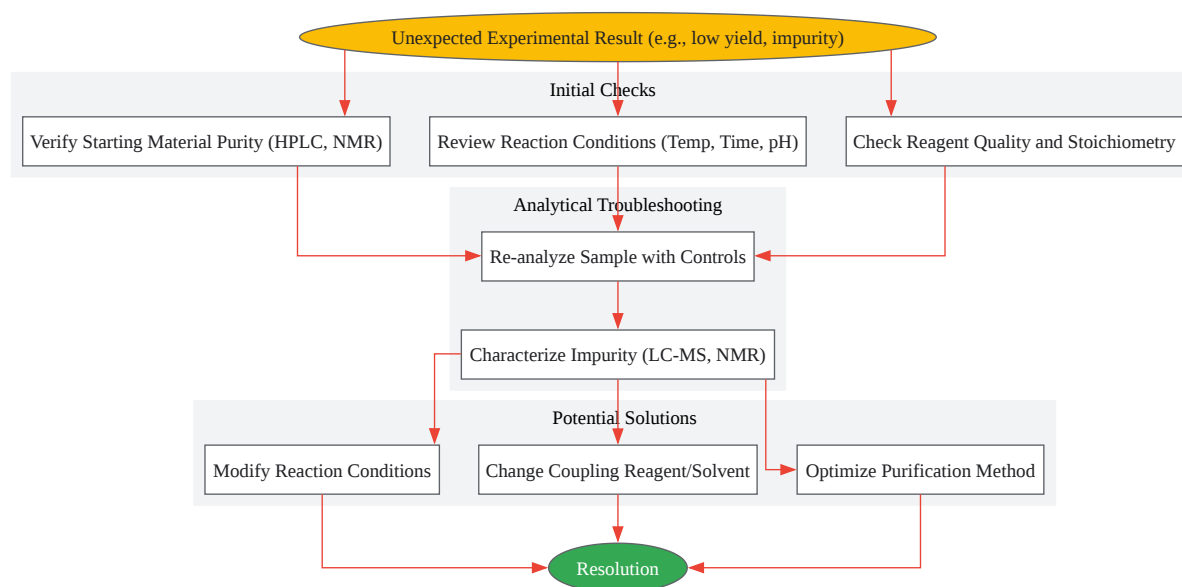 Unexpected Experimental Result (e.g., low yield, impurity)
Initial Checks
Verify Starting Material Purity (HPLC, NMR)
Review Reaction Conditions (Temp, Time, pH)
Check Reagent Quality and Stoichiometry
Analytical Troubleshooting
Re-analyze Sample with Controls
Characterize Impurity (LC-MS, NMR)
Potential Solutions
Modify Reaction Conditions
Change Coupling Reagent/Solvent
Optimize Purification Method
Resolution